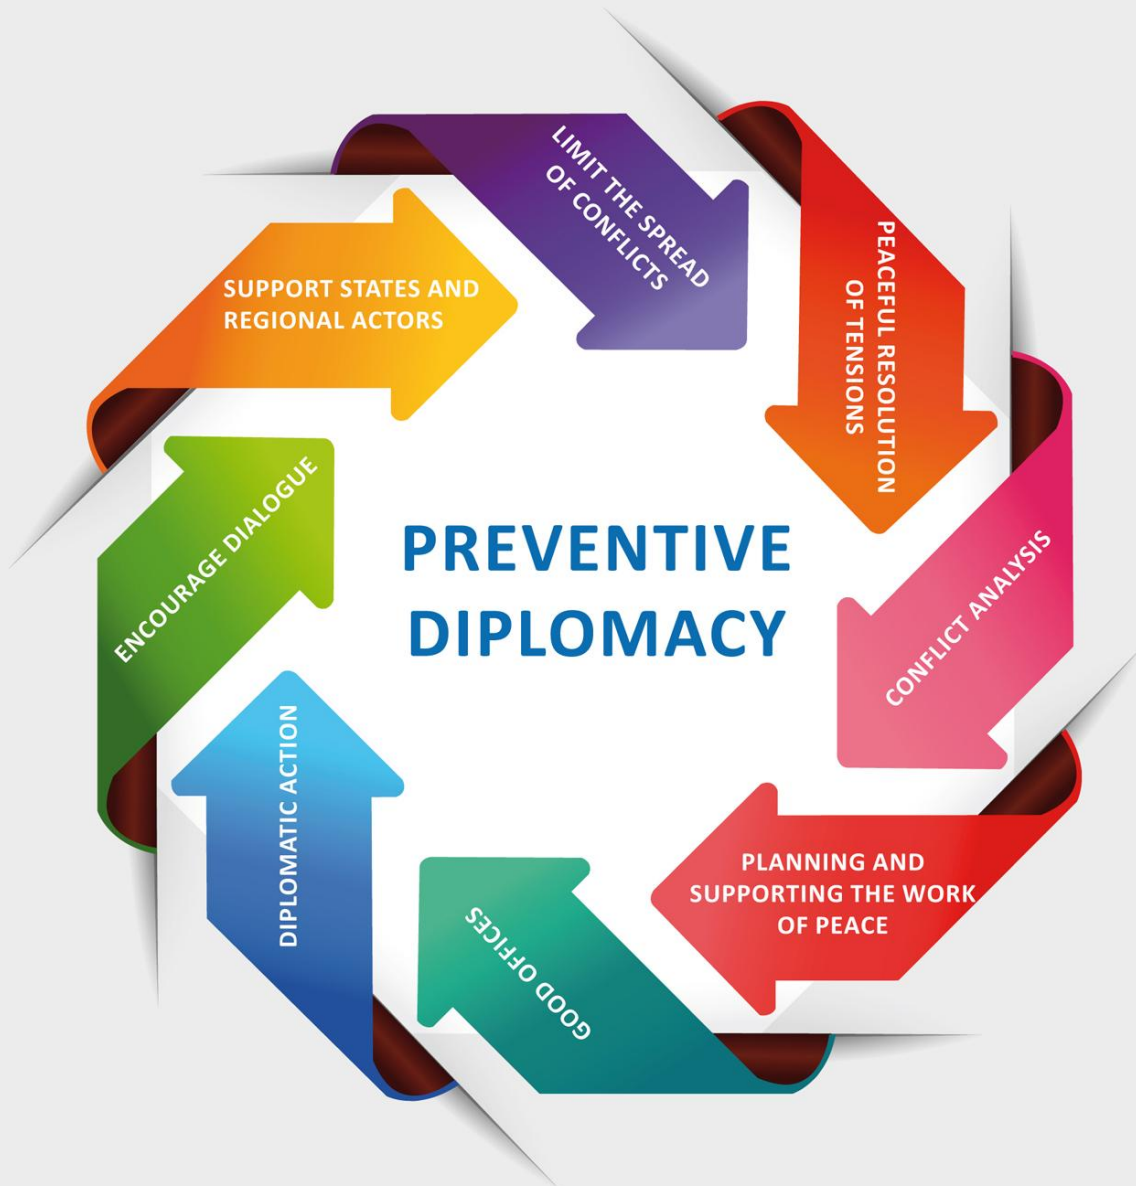 LIMIT THE SPREAD
OF CONFLICTS
PEACEFUL RESOLUTION
OF TENSIONS
SUPPORT STATES AND
REGIONAL ACTORS
ENCOURAGE DIALOGUE
PREVENTIVE
DIPLOMACY
CONFLICT ANALYSIS
DIPLOMATIC ACTION
PLANNING AND
SUPPORTING THE WORK
OF PEACE
GOOD OFFICES